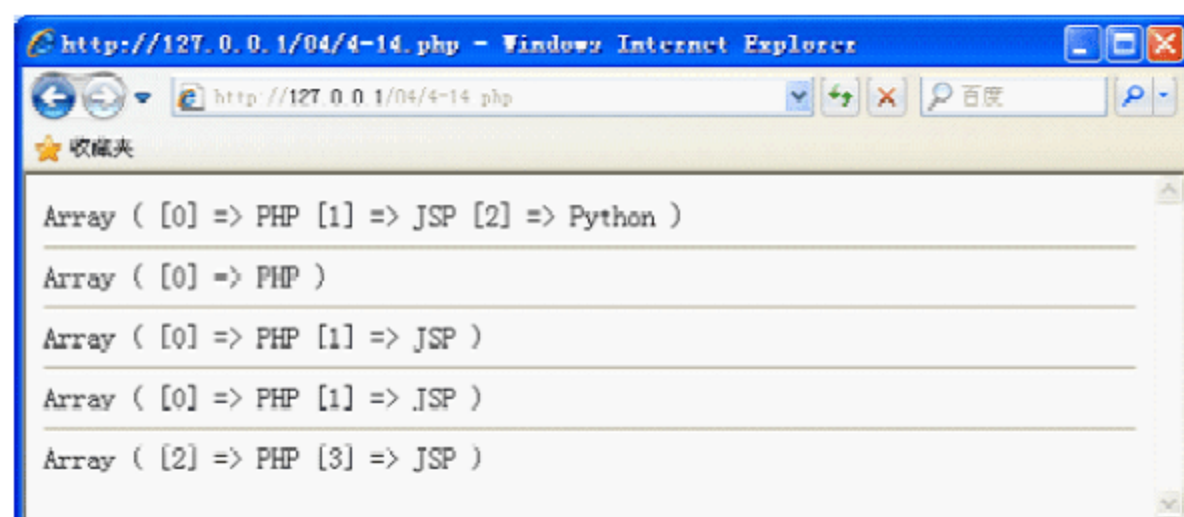 http://127.0.0.1/04/4-14.php - Windows Internet Explorer
http://127.0.0.1/04/4-14.php
百度
收藏夹
Array ( [0] => PHP [1] => JSP [2] => Python )
Array ( [0] => PHP )
Array ( [0] => PHP [1] => JSP )
Array ( [0] => PHP [1] => JSP )
Array ( [2] => PHP [3] => JSP )